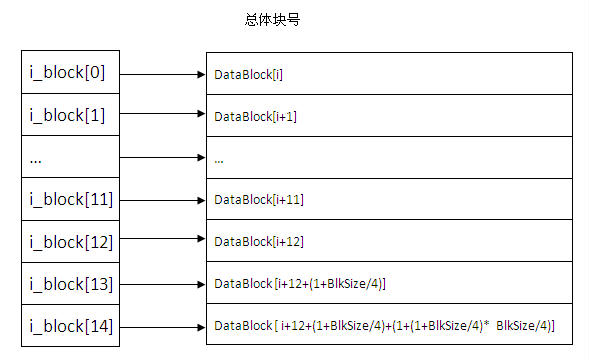 总体块号
i_block[0] DataBlock[i]
i_block[1] DataBlock[i+1]
... ...
i_block[11] DataBlock[i+11]
i_block[12] DataBlock[i+12]
i_block[13] DataBlock[i+12+(1+BlkSize/4)]
i_block[14] DataBlock[ i+12+(1+BlkSize/4)+(1+(1+BlkSize/4)* BlkSize/4)]